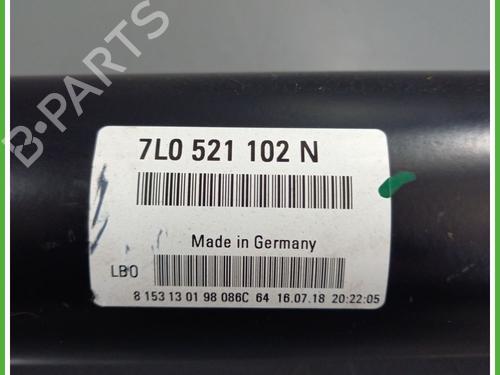 7L0 521 102 N
Made in Germany
LBO
8 153 13 01 98 086C 64 16.07.18 20:22:05
B-PARTS